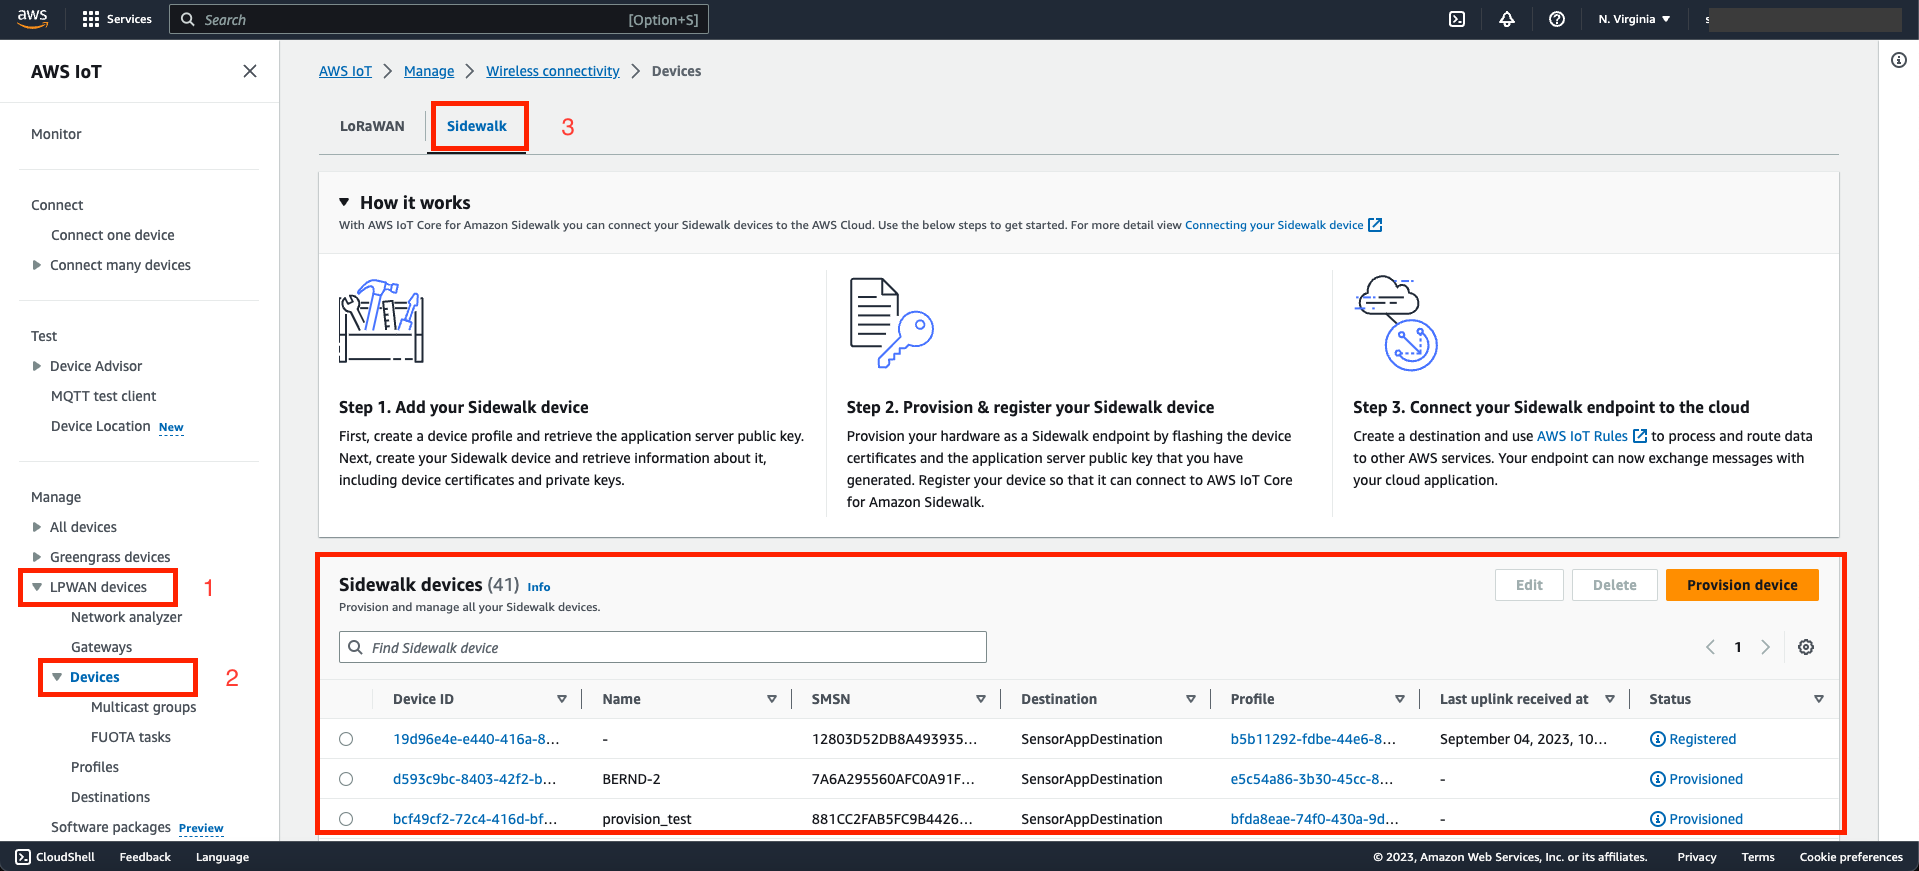 aws
Services
Search
[Option+S]
N. Virginia
AWS IoT
Monitor
Connect
Connect one device
Connect many devices
Test
Device Advisor
MQTT test client
Device Location New
Manage
All devices
Greengrass devices
LPWAN devices
1
Network analyzer
Gateways
Devices
2
Multicast groups
FUOTA tasks
Profiles
Destinations
Software packages Preview
AWS IoT
Manage
Wireless connectivity
Devices
LoRaWAN
Sidewalk
3
How it works
With AWS IoT Core for Amazon Sidewalk you can connect your Sidewalk devices to the AWS Cloud. Use the below steps to get started. For more detail view Connecting your Sidewalk device
Step 1. Add your Sidewalk device
First, create a device profile and retrieve the application server public key.
Next, create your Sidewalk device and retrieve information about it,
including device certificates and private keys.
Step 2. Provision & register your Sidewalk device
Provision your hardware as a Sidewalk endpoint by flashing the device
certificates and the application server public key that you have
generated. Register your device so that it can connect to AWS IoT Core
for Amazon Sidewalk.
Step 3. Connect your Sidewalk endpoint to the cloud
Create a destination and use AWS IoT Rules to process and route data
to other AWS services. Your endpoint can now exchange messages with
your cloud application.
Sidewalk devices (41) Info
Provision and manage all your Sidewalk devices.
Edit
Delete
Provision device
Find Sidewalk device
1
Device ID Name SMSN Destination Profile Last uplink received at Status
19d96e4e-e440-416a-8... - 12803D52DB8A493935... SensorAppDestination b5b11292-fdbe-44e6-8... September 04, 2023, 10... Registered
d593c9bc-8403-42f2-b... BERND-2 7A6A295560AFC0A91F... SensorAppDestination e5c54a86-3b30-45cc-8... - Provisioned
bcf49cf2-72c4-416d-bf... provision_test 881CC2FAB5FC9B4426... SensorAppDestination bfda8eae-74f0-430a-9d... - Provisioned
CloudShell
Feedback
Language
© 2023, Amazon Web Services, Inc. or its affiliates.
Privacy
Terms
Cookie preferences